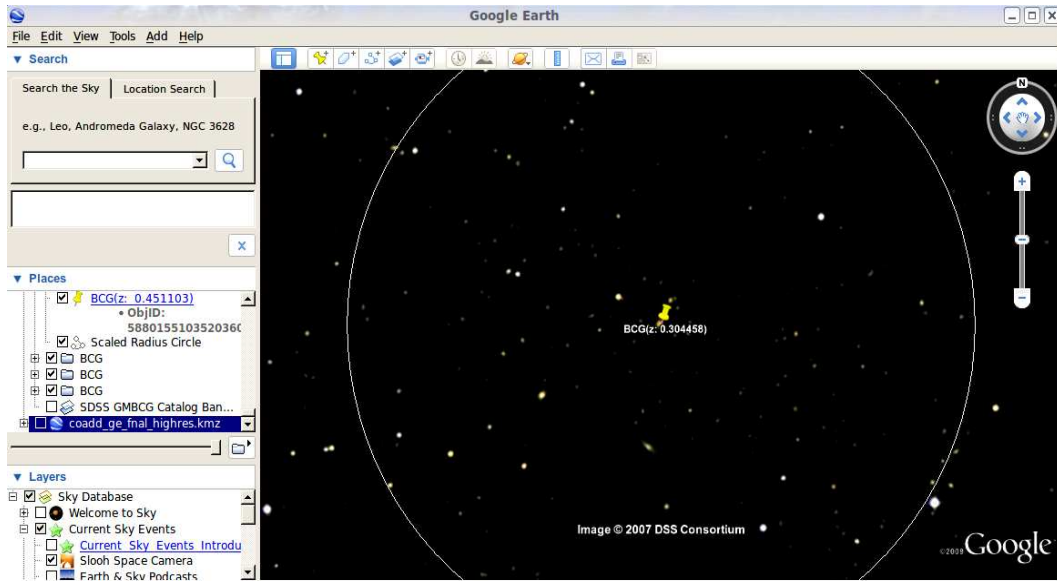 Google Earth
File Edit View Tools Add Help
▼ Search
Search the Sky Location Search
e.g., Leo, Andromeda Galaxy, NGC 3628
▼ Places
BCG(z: 0.451103)
• ObjID:
5880155103520360
Scaled Radius Circle
BCG
BCG
BCG
SDSS GMBCG Catalog Ban...
coadd_ge_fnal_highres.kmz
▼ Layers
Sky Database
Welcome to Sky
Current Sky Events
Current Sky Events Introdu
Slooh Space Camera
Earth & Sky Podcasts
N
BCG(z: 0.304458)
Image © 2007 DSS Consortium
©2009 Google